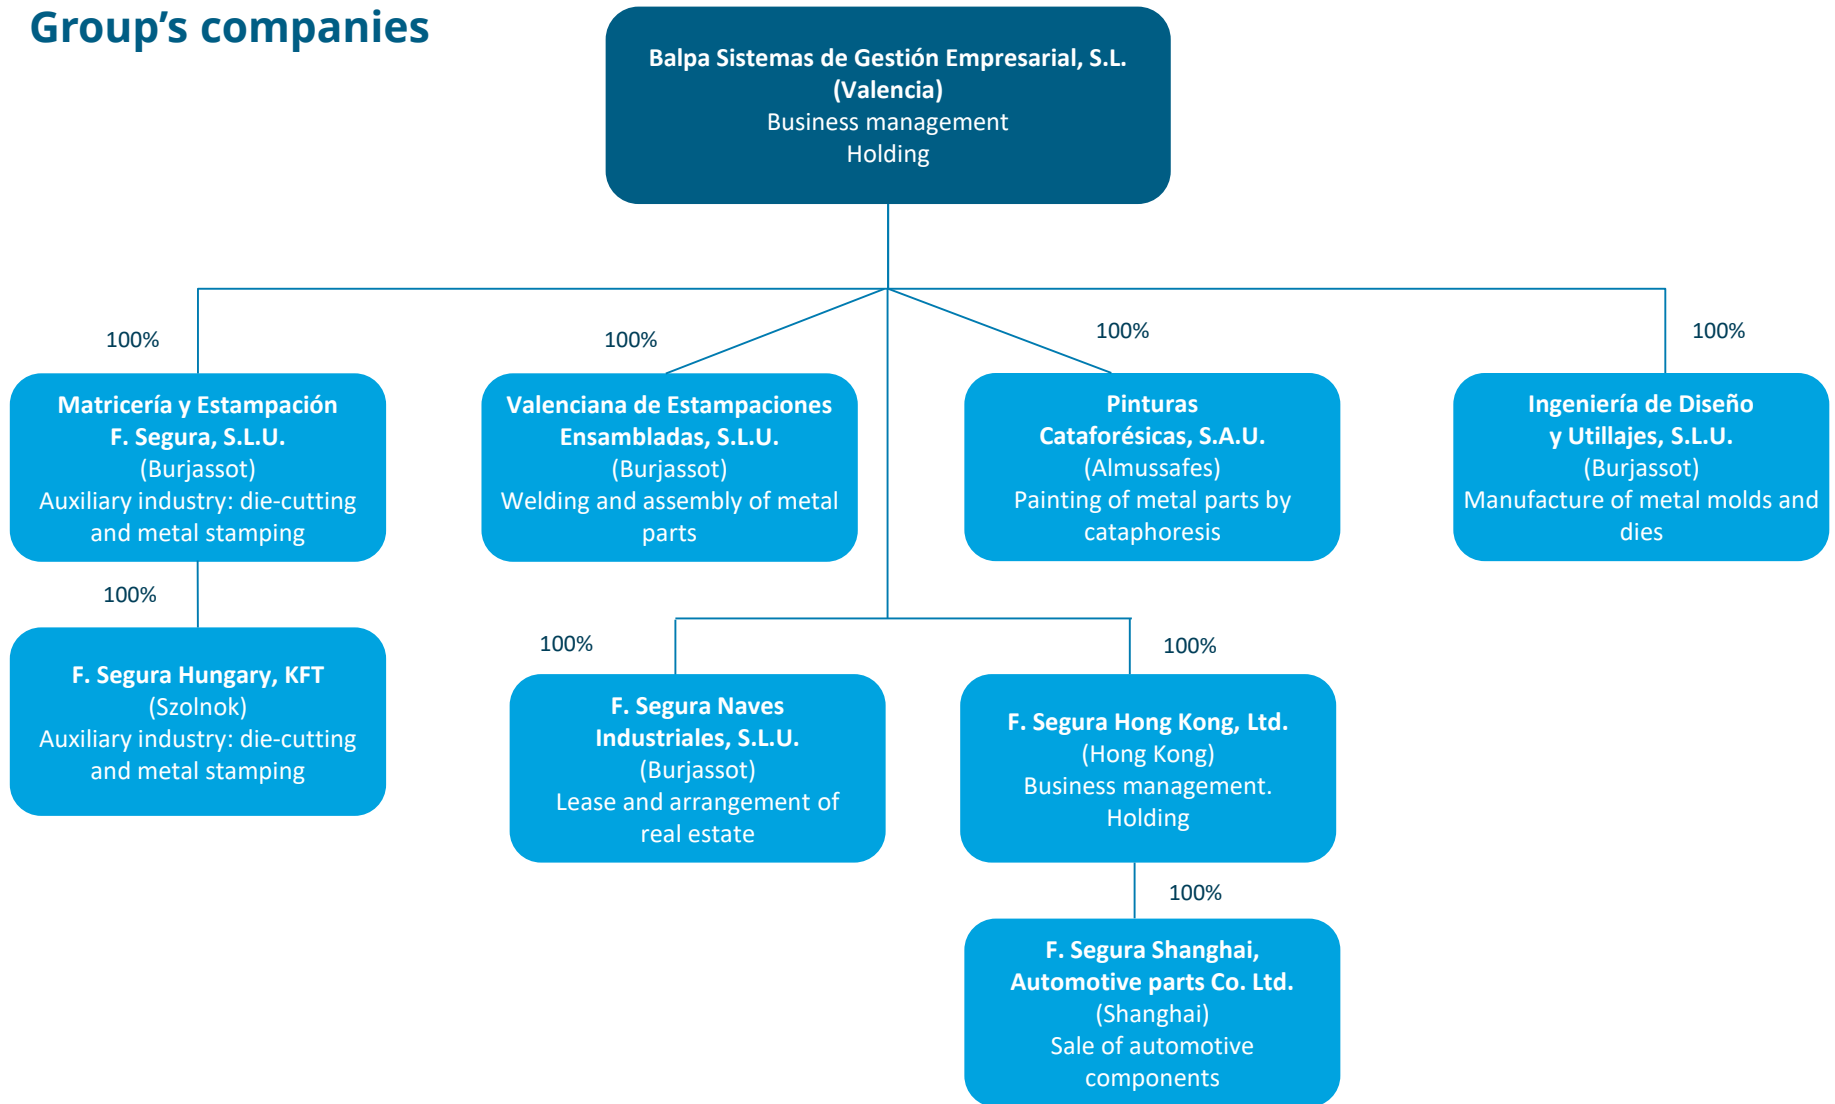 Group's companies
Balpa Sistemas de Gestión Empresarial, S.L.
(Valencia)
Business management
Holding
100%
Matricería y Estampación
F. Segura, S.L.U.
(Burjassot)
Auxiliary industry: die-cutting
and metal stamping
100%
Valenciana de Estampaciones
Ensambladas, S.L.U.
(Burjassot)
Welding and assembly of metal
parts
100%
Pinturas
Cataforésicas, S.A.U.
(Almussafes)
Painting of metal parts by
cataphoresis
100%
Ingeniería de Diseño
y Utillajes, S.L.U.
(Burjassot)
Manufacture of metal molds and
dies
100%
F. Segura Hungary, KFT
(Szolnok)
Auxiliary industry: die-cutting
and metal stamping
100%
F. Segura Naves
Industriales, S.L.U.
(Burjassot)
Lease and arrangement of
real estate
100%
F. Segura Hong Kong, Ltd.
(Hong Kong)
Business management.
Holding
100%
F. Segura Shanghai,
Automotive parts Co. Ltd.
(Shanghai)
Sale of automotive
components